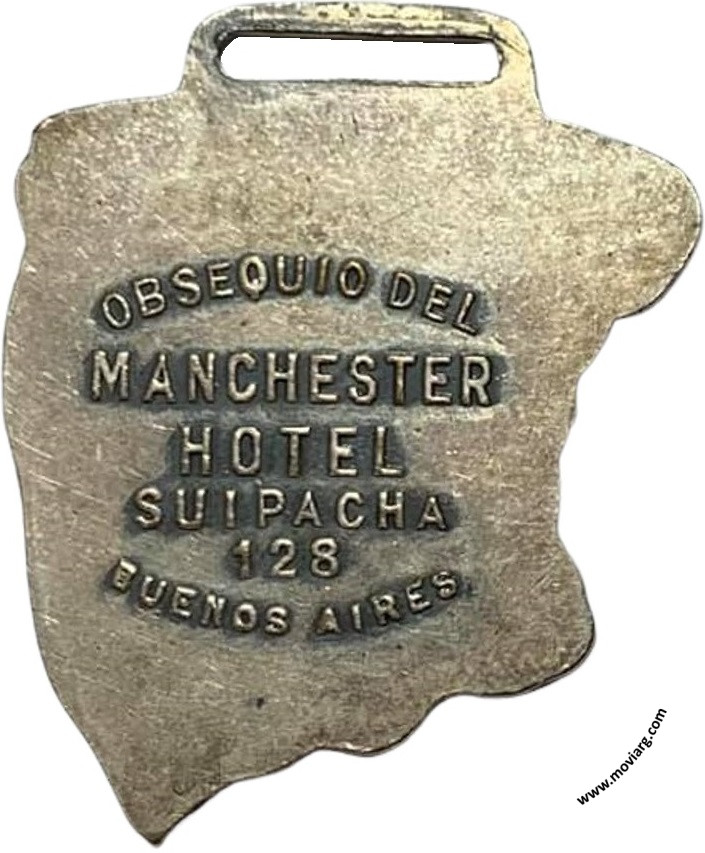 OBSEQUIO DEL
MANCHESTER
HOTEL
SUIPACHA
128
BUENOS AIRES
www.moviarg.com